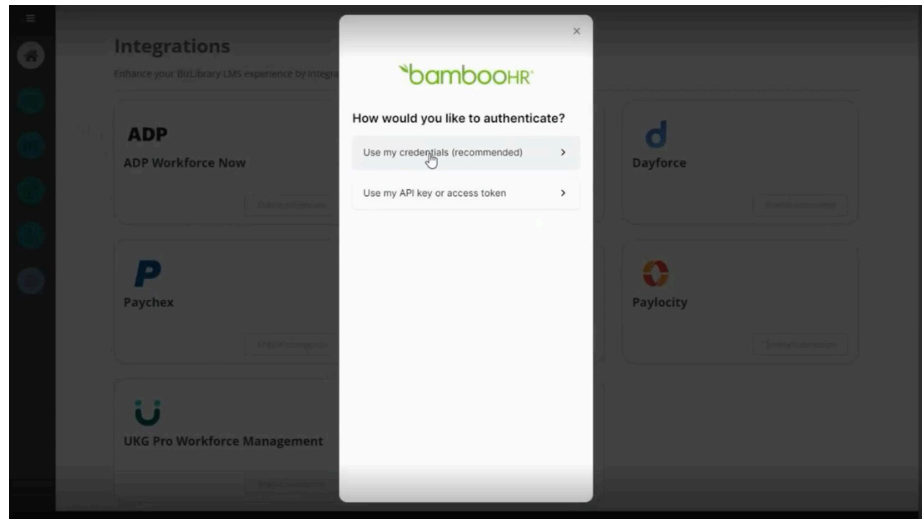 Integrations
Enhance your BizLibrary LMS experience by integra
bambooHR
How would you like to authenticate?
Use my credentials (recommended)
Use my API key or access token
ADP
ADP Workforce Now
Dayforce
Paychex
Paylocity
UKG Pro Workforce Management